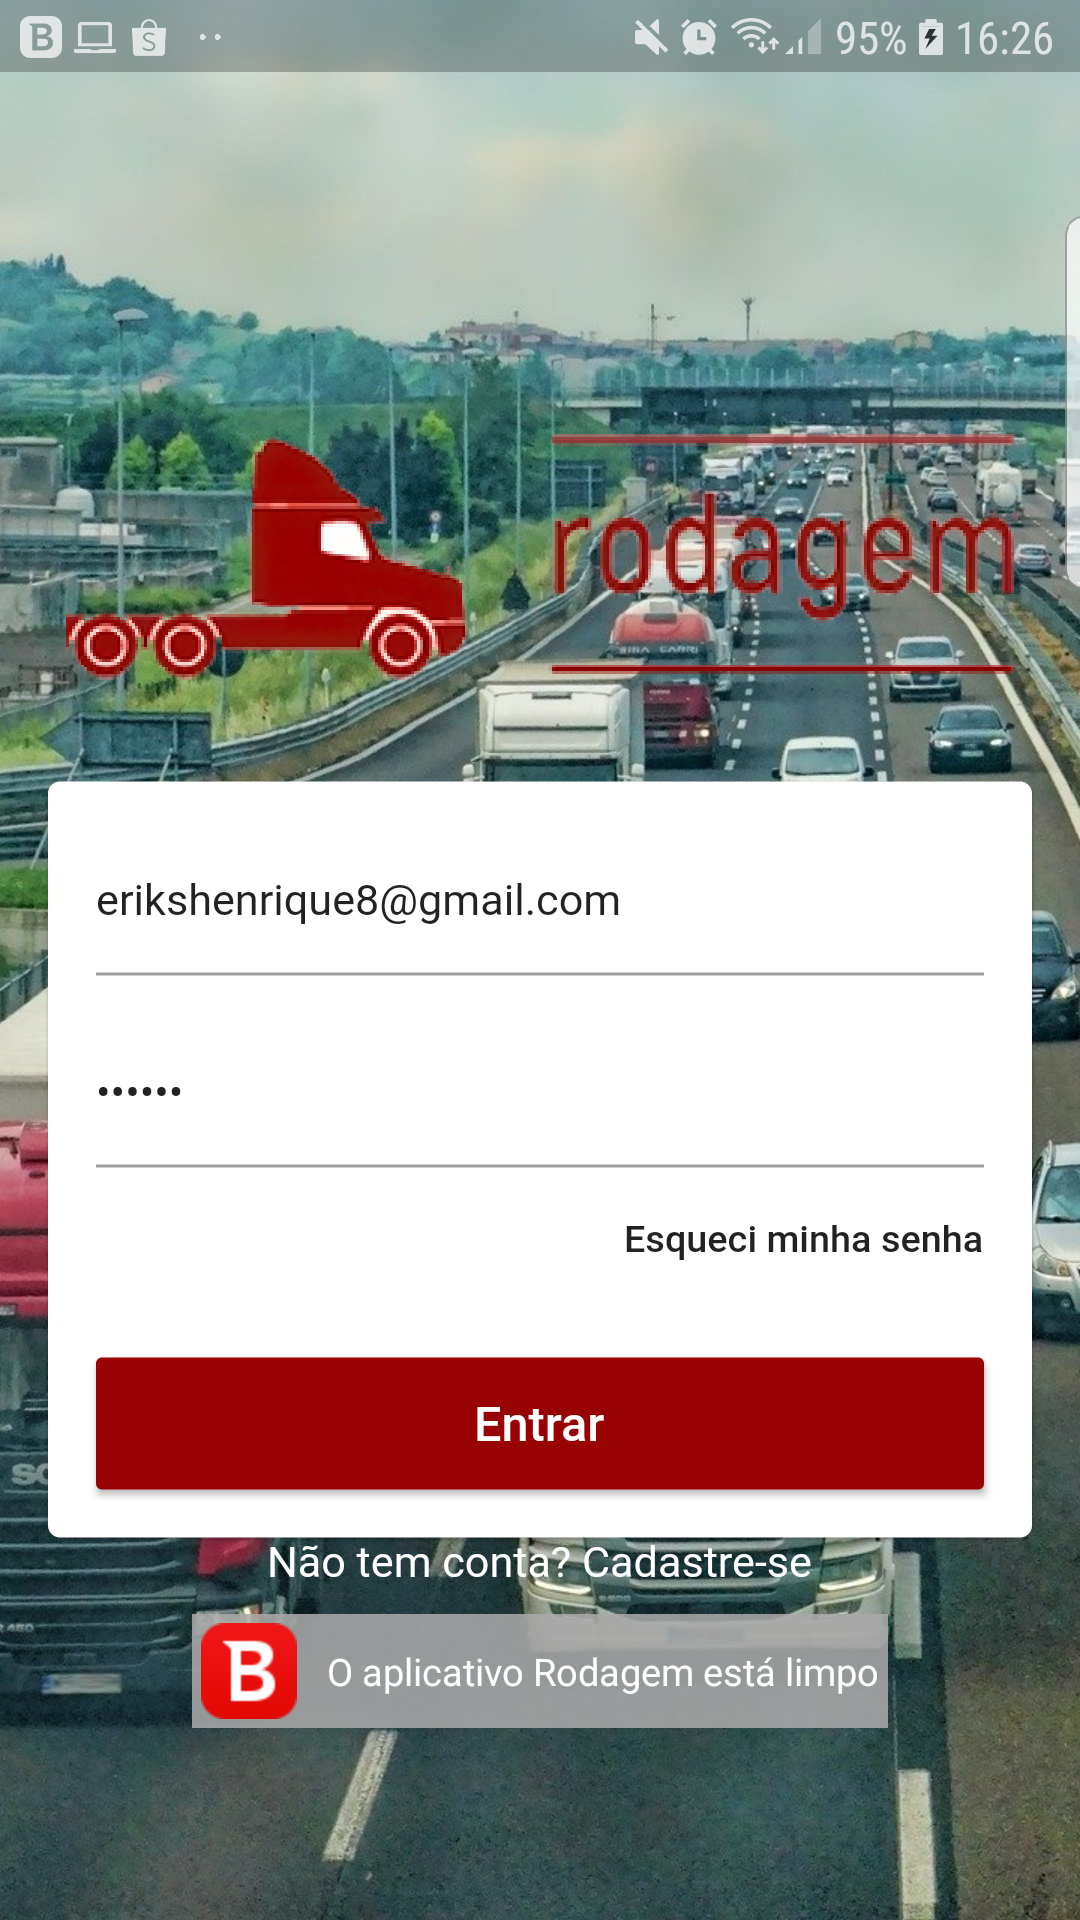 95% 16:26
rodagem
erikshenrique8@gmail.com
••••••
Esqueci minha senha
Entrar
Não tem conta? Cadastre-se
B O aplicativo Rodagem está limpo